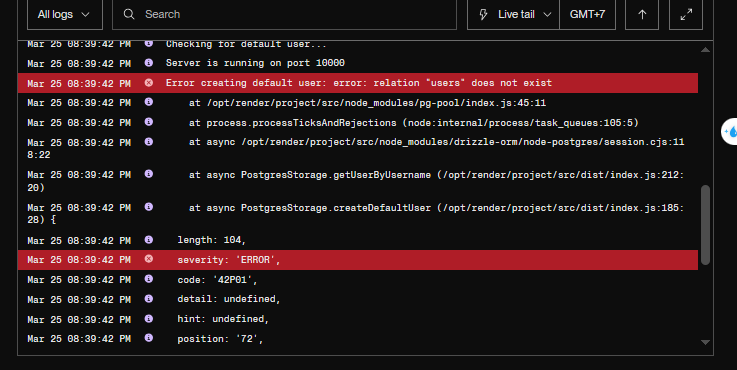 All logs
Search
Live tail
GMT+7
Mar 25 08:39:42 PM Checking for default user...
Mar 25 08:39:42 PM Server is running on port 10000
Mar 25 08:39:42 PM Error creating default user: error: relation "users" does not exist
Mar 25 08:39:42 PM at /opt/render/project/src/node_modules/pg-pool/index.js:45:11
Mar 25 08:39:42 PM at process.processTicksAndRejections (node:internal/process/task_queues:105:5)
Mar 25 08:39:42 PM at async /opt/render/project/src/node_modules/drizzle-orm/node-postgres/session.cjs:11
8:22
Mar 25 08:39:42 PM at async PostgresStorage.getUserByUsername (/opt/render/project/src/dist/index.js:212:
20)
Mar 25 08:39:42 PM at async PostgresStorage.createDefaultUser (/opt/render/project/src/dist/index.js:185:
28) {
Mar 25 08:39:42 PM length: 104,
Mar 25 08:39:42 PM severity: 'ERROR',
Mar 25 08:39:42 PM code: '42P01',
Mar 25 08:39:42 PM detail: undefined,
Mar 25 08:39:42 PM hint: undefined,
Mar 25 08:39:42 PM position: '72',